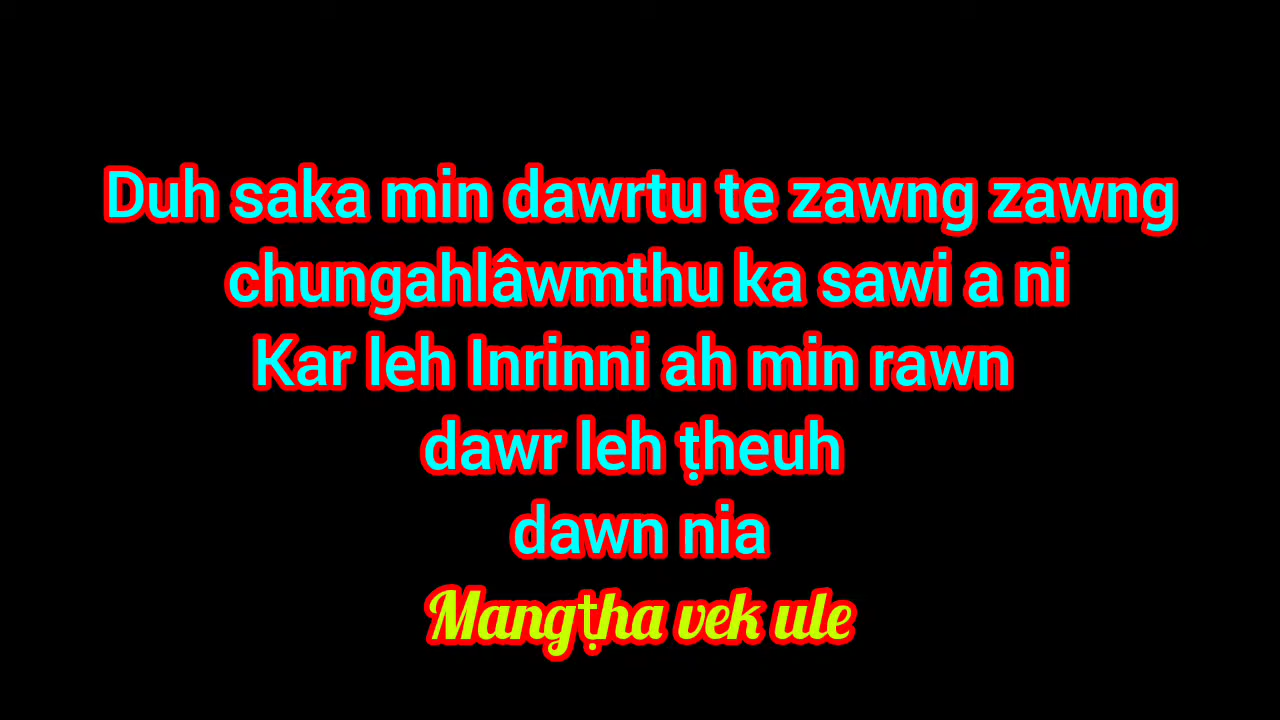 Duh saka min dawrtu te zawng zawng
chungahlâwmthu ka sawi a ni
Kar leh Inrinni ah min rawn
dawr leh ṭheuh
dawn nia
Mangṭha vek ule